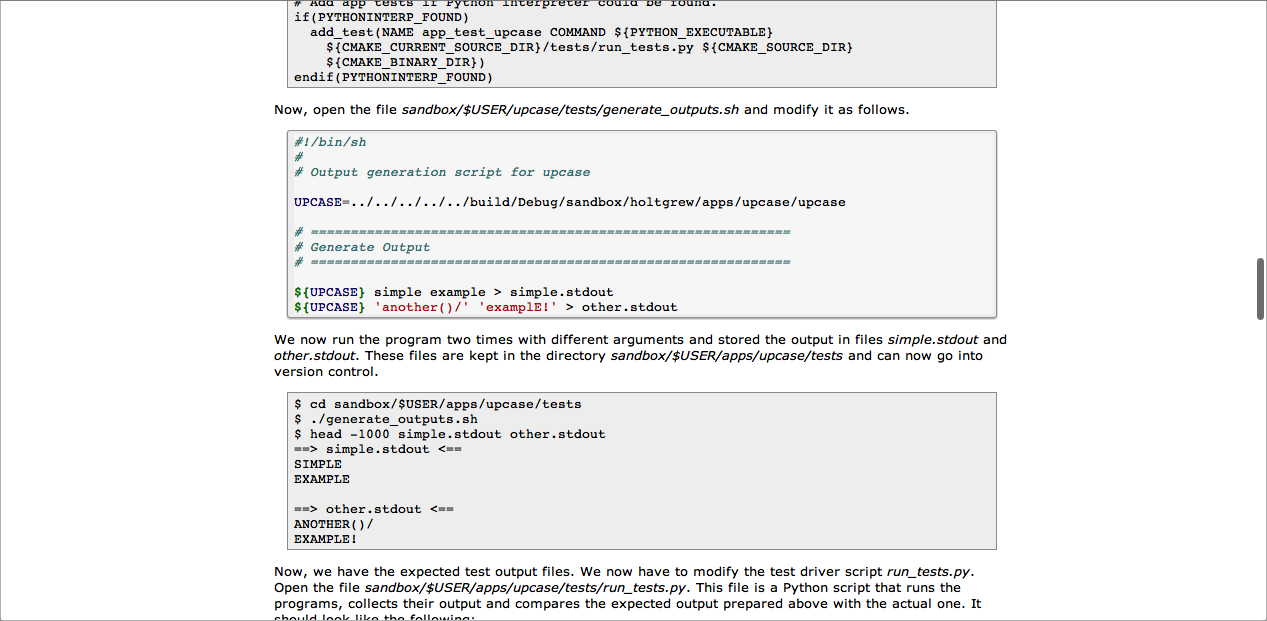 # Add app tests if Python interpreter could be found.
if(PYTHONINTERP_FOUND)
  add_test(NAME app_test_upcase COMMAND ${PYTHON_EXECUTABLE}
    ${CMAKE_CURRENT_SOURCE_DIR}/tests/run_tests.py ${CMAKE_SOURCE_DIR}
    ${CMAKE_BINARY_DIR})
endif(PYTHONINTERP_FOUND)
Now, open the file sandbox/$USER/upcase/tests/generate_outputs.sh and modify it as follows.
#!/bin/sh
#
# Output generation script for upcase
UPCASE=../../../../../build/Debug/sandbox/holtgrew/apps/upcase/upcase
# ============================================================
# Generate Output
# ============================================================
${UPCASE} simple example > simple.stdout
${UPCASE} 'another()/' 'examplE!' > other.stdout
We now run the program two times with different arguments and stored the output in files simple.stdout and
other.stdout. These files are kept in the directory sandbox/$USER/apps/upcase/tests and can now go into
version control.
$ cd sandbox/$USER/apps/upcase/tests
$ ./generate_outputs.sh
$ head -1000 simple.stdout other.stdout
==> simple.stdout <==
SIMPLE
EXAMPLE
==> other.stdout <==
ANOTHER()/
EXAMPLE!
Now, we have the expected test output files. We now have to modify the test driver script run_tests.py.
Open the file sandbox/$USER/apps/upcase/tests/run_tests.py. This file is a Python script that runs the
programs, collects their output and compares the expected output prepared above with the actual one. It
should look like the following: